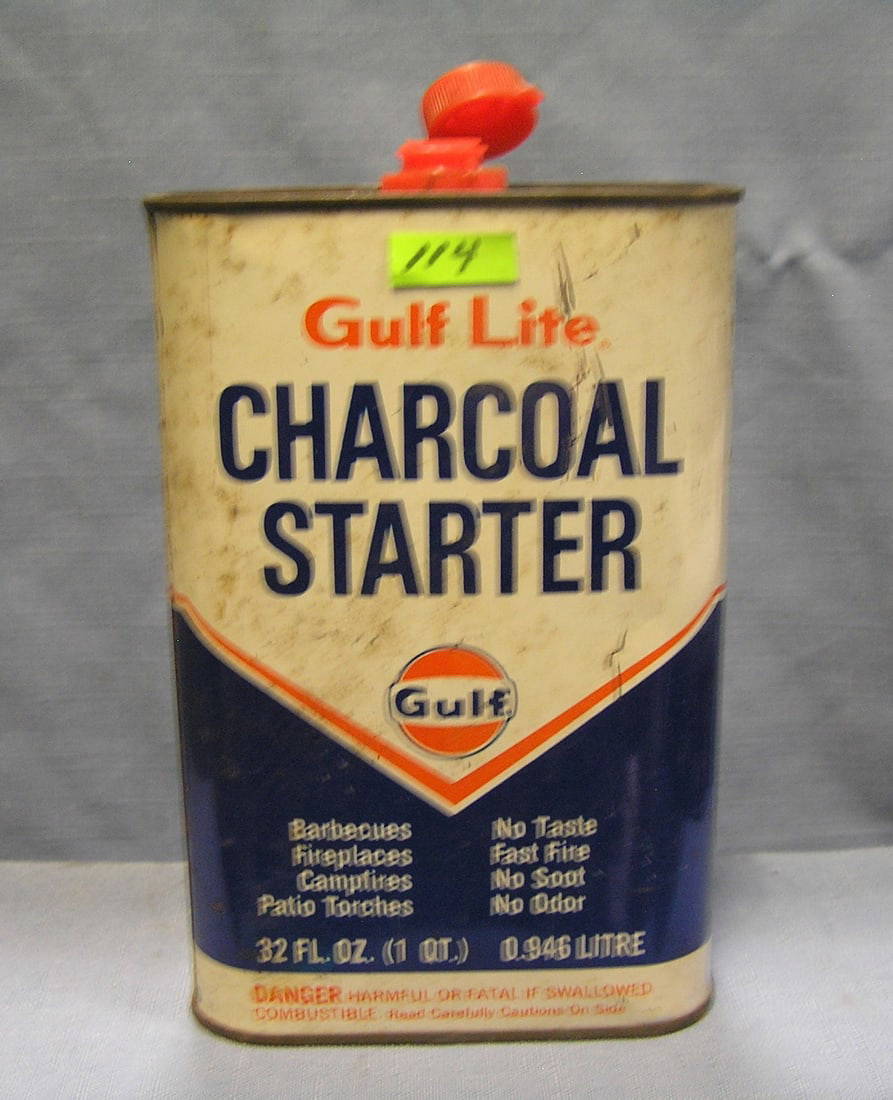 114
Gulf Lite®
CHARCOAL
STARTER
Gulf
Barbecues No Taste
Fireplaces Fast Fire
Campfires No Soot
Patio Torches No Odor
32 FL. OZ. (1 QT.) 0.946 LITRE
DANGER HARMFUL OR FATAL IF SWALLOWED
COMBUSTIBLE Read Carefully Cautions On Side